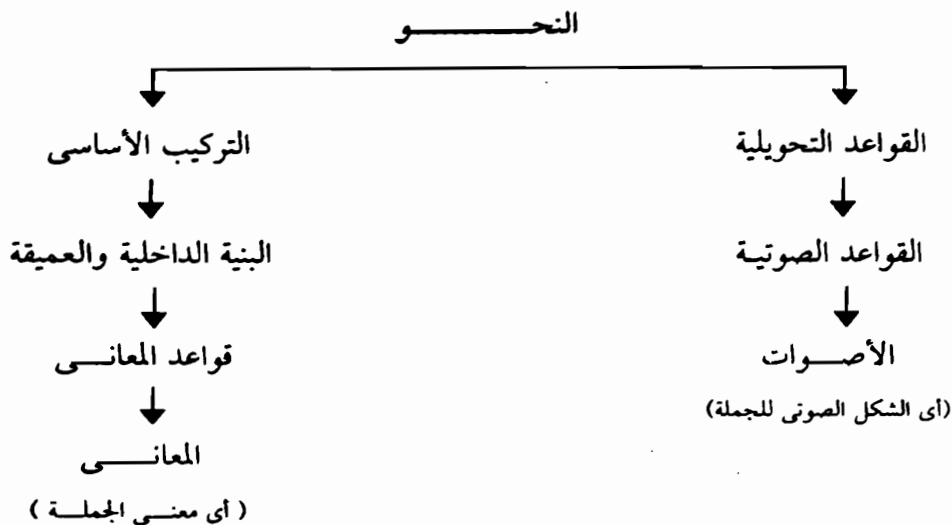 النحو
القواعد التحويلية
التركيب الأساسى
القواعد الصوتية
البنية الداخلية والعميقة
الأصوات
قواعد المعانى
(أى الشكل الصوتى للجملة)
المعانى
( أى معنى الجملة )